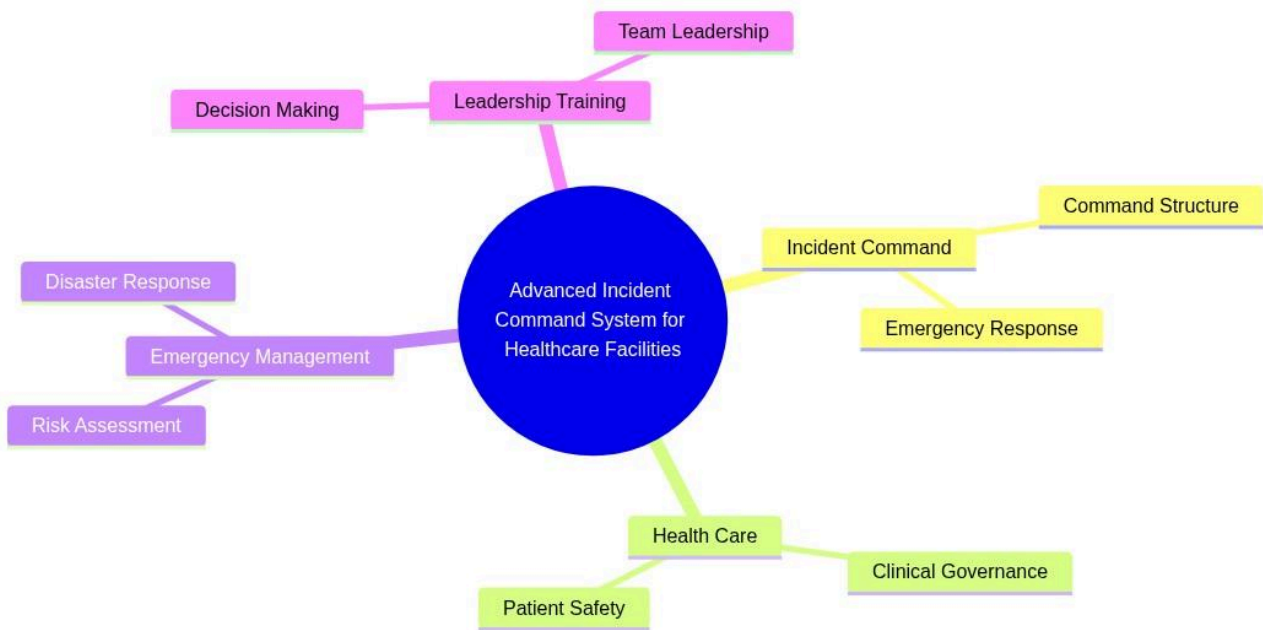 Team Leadership
Leadership Training
Decision Making
Command Structure
Incident Command
Emergency Response
Disaster Response
Emergency Management
Risk Assessment
Advanced Incident
Command System for
Healthcare Facilities
Health Care
Clinical Governance
Patient Safety